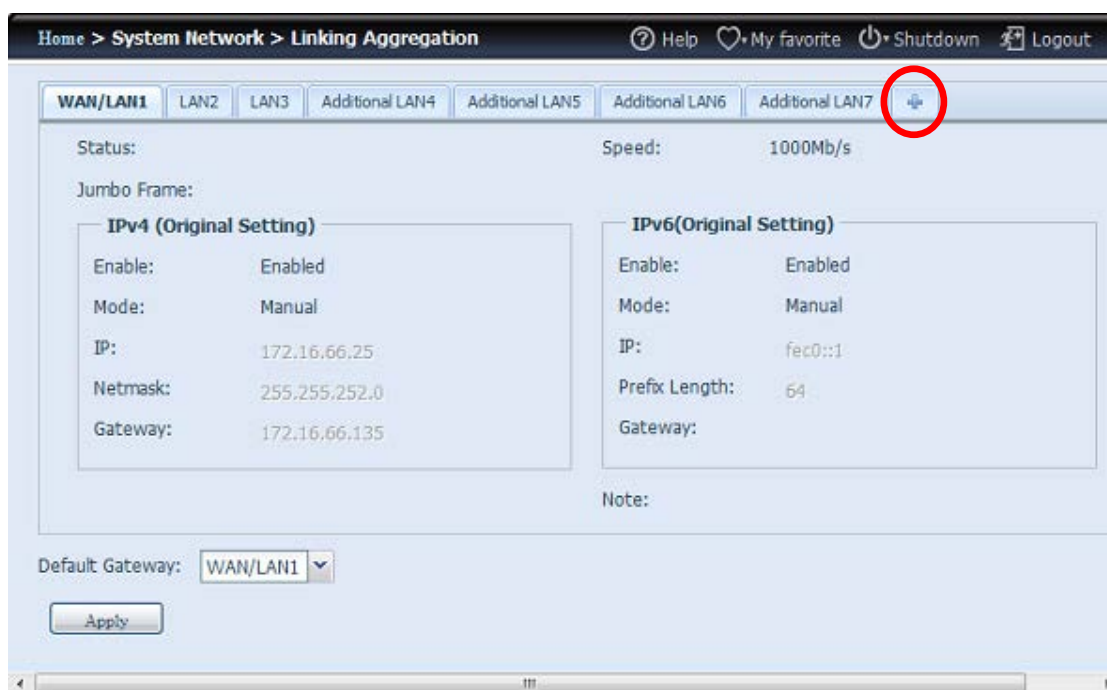 Home > System Network > Linking Aggregation Help My favorite Shutdown Logout
WAN/LAN1 LAN2 LAN3 Additional LAN4 Additional LAN5 Additional LAN6 Additional LAN7
Status: Speed: 1000Mb/s
Jumbo Frame:
IPv4 (Original Setting) IPv6(Original Setting)
Enable: Enabled Enable: Enabled
Mode: Manual Mode: Manual
IP: 172.16.66.25 IP: fec0::1
Netmask: 255.255.252.0 Prefix Length: 64
Gateway: 172.16.66.135 Gateway:
Note:
Default Gateway: WAN/LAN1
Apply